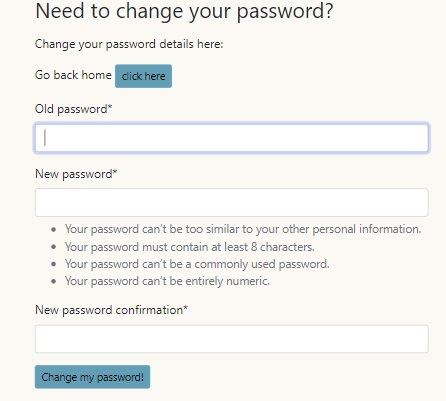 Need to change your password?
Change your password details here:
Go back home click here
Old password*
New password*
Your password can't be too similar to your other personal information.
Your password must contain at least 8 characters.
Your password can't be a commonly used password.
Your password can't be entirely numeric.
New password confirmation*
Change my password!